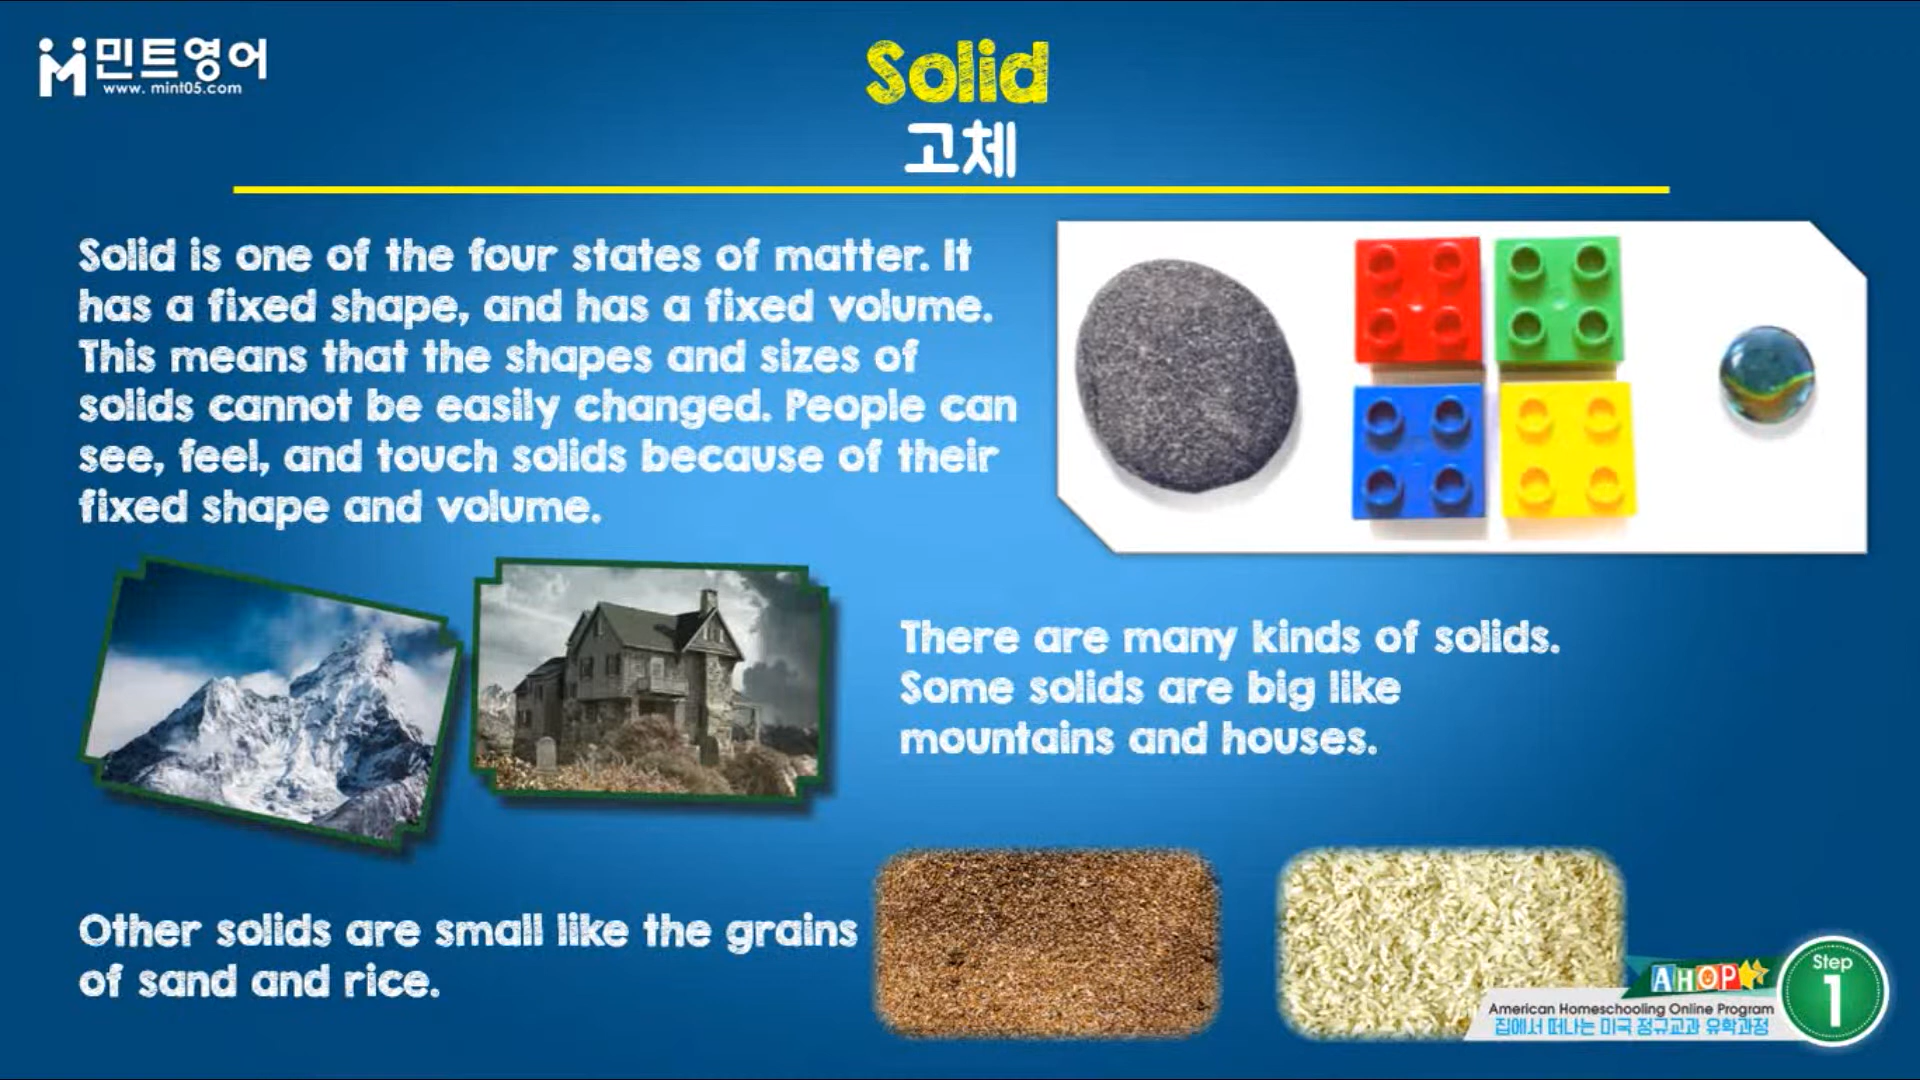 민트영어
www. mint05.com
Solid
고체
Solid is one of the four states of matter. It
has a fixed shape, and has a fixed volume.
This means that the shapes and sizes of
solids cannot be easily changed. People can
see, feel, and touch solids because of their
fixed shape and volume.
There are many kinds of solids.
Some solids are big like
mountains and houses.
Other solids are small like the grains
of sand and rice.
AHOP
American Homeschooling Online Program
집에서 떠나는 미국 정규교과 유학과정
Step
1